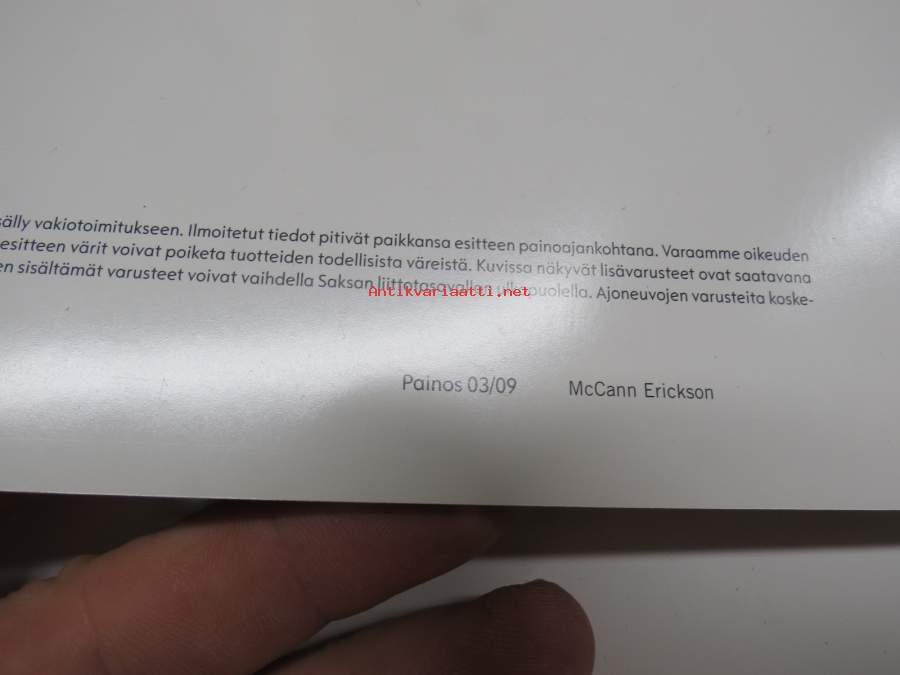 sälly vakiotoimitukseen. Ilmoitetut tiedot pitivät paikkansa esitteen painoajankohtana. Varaamme oikeuden
esitteen värit voivat poiketa tuotteiden todellisista väreistä. Kuvissa näkyvät lisävarusteet ovat saatavana
en sisältämät varusteet voivat vaihdella Saksan liittotasavallan ulkopuolella. Ajoneuvojen varusteita koske-
Antikvariaatti.net
Painos 03/09 McCann Erickson